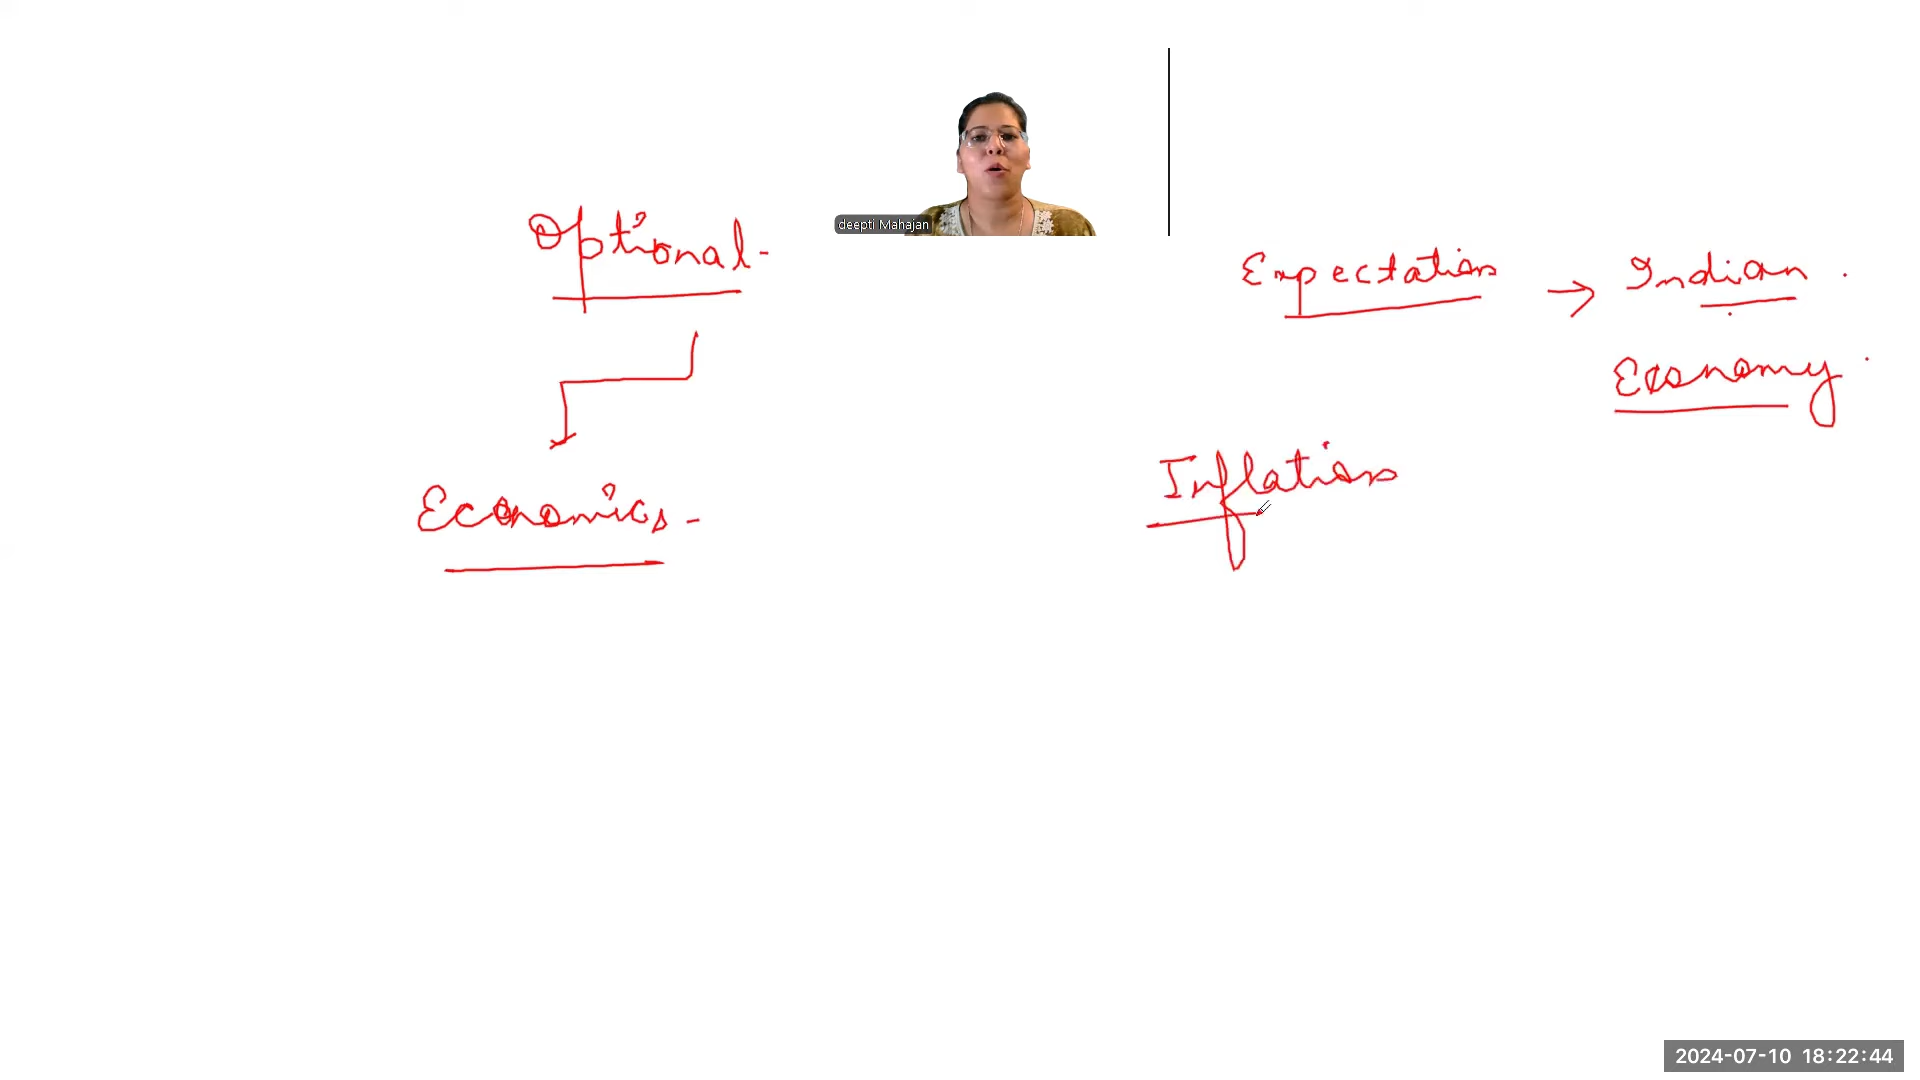 deepti Mahajan
Optional -
Expectation → Indian .
Economy .
Inflation
Economics -
2024-07-10 18:22:44